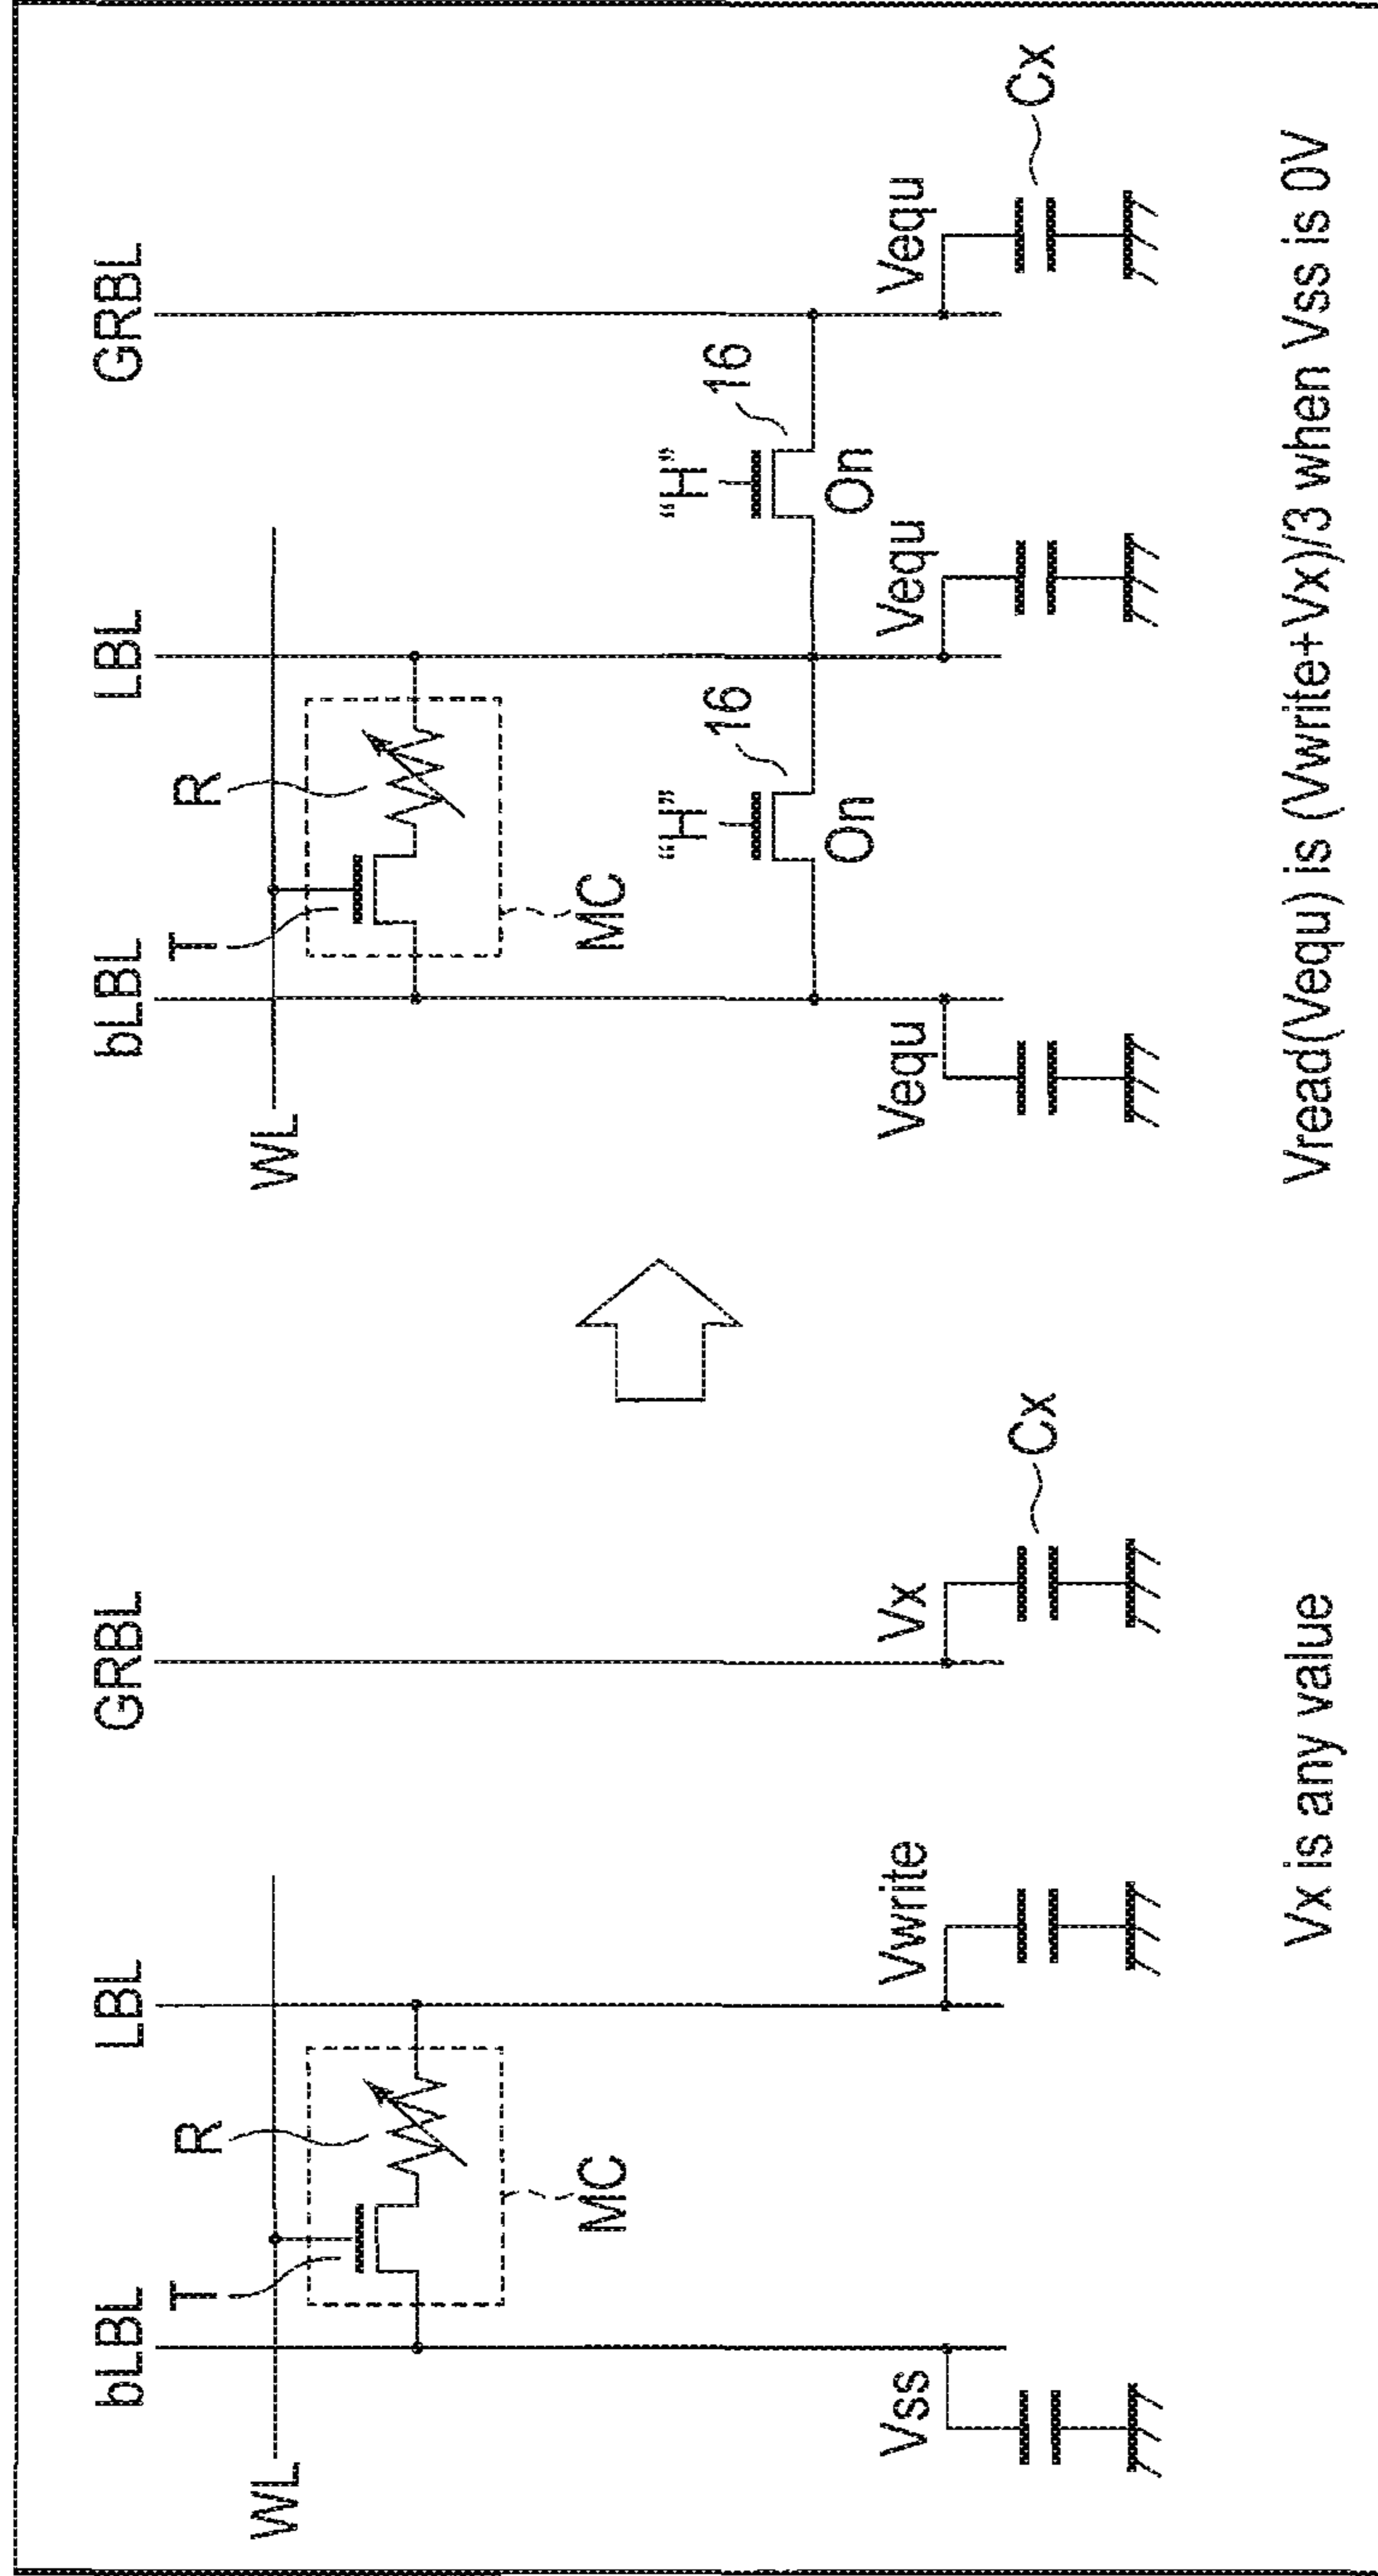 bLBL LBL GRBL
T R
WL
MC
Vss Vwrite Vx
Cx
Vx is any value
bLBL LBL GRBL
T R
WL
MC
“H” “H”
16 16
On On
Vequ Vequ Vequ
Cx
Vread(Vequ) is (Vwrite+Vx)/3 when Vss is 0V